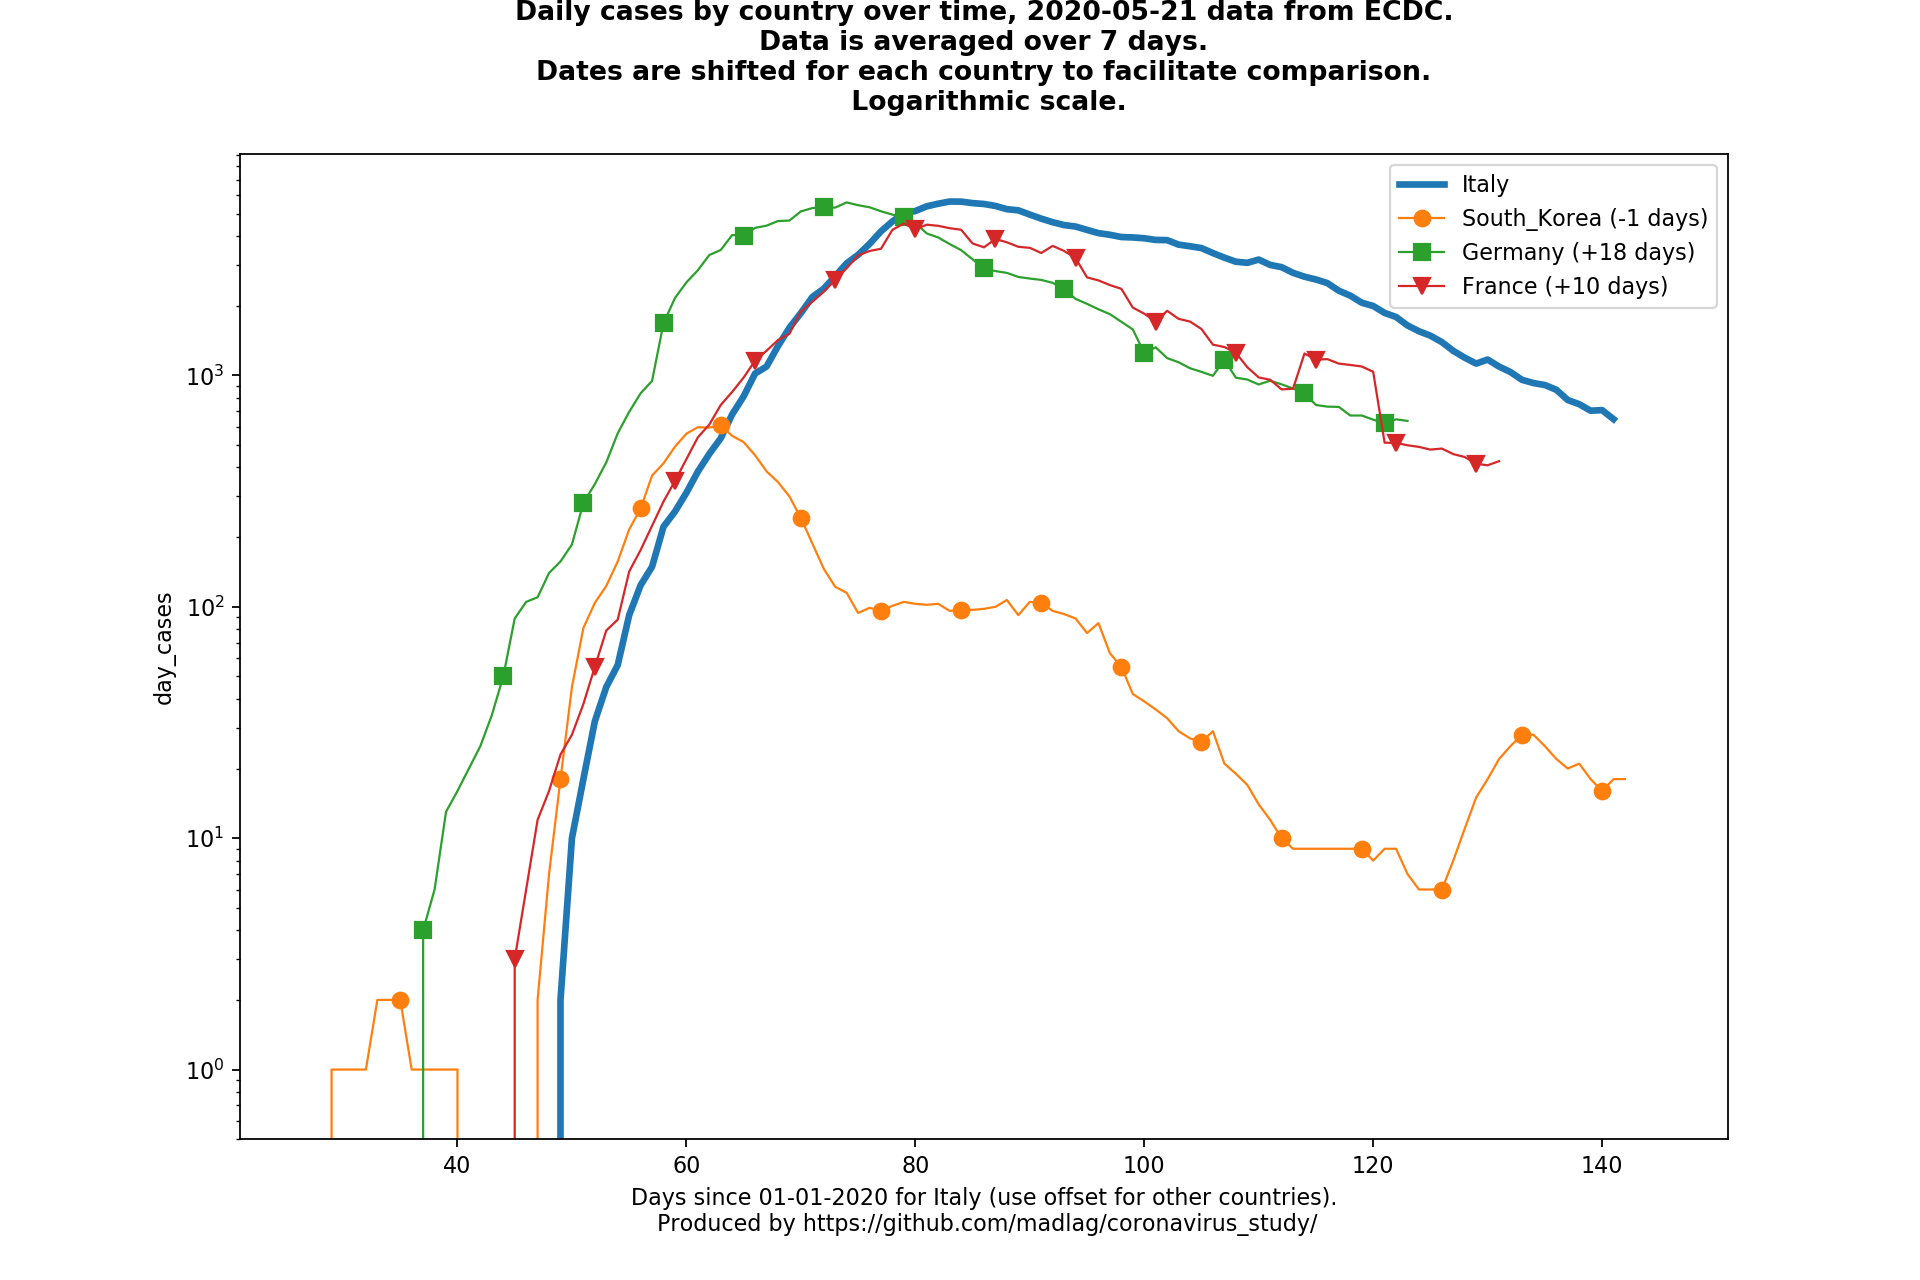 Daily cases by country over time, 2020-05-21 data from ECDC.
Data is averaged over 7 days.
Dates are shifted for each country to facilitate comparison.
Logarithmic scale.
Italy
South_Korea (-1 days)
Germany (+18 days)
France (+10 days)
10³
10²
10¹
10⁰
day_cases
40 60 80 100 120 140
Days since 01-01-2020 for Italy (use offset for other countries).
Produced by https://github.com/madlag/coronavirus_study/